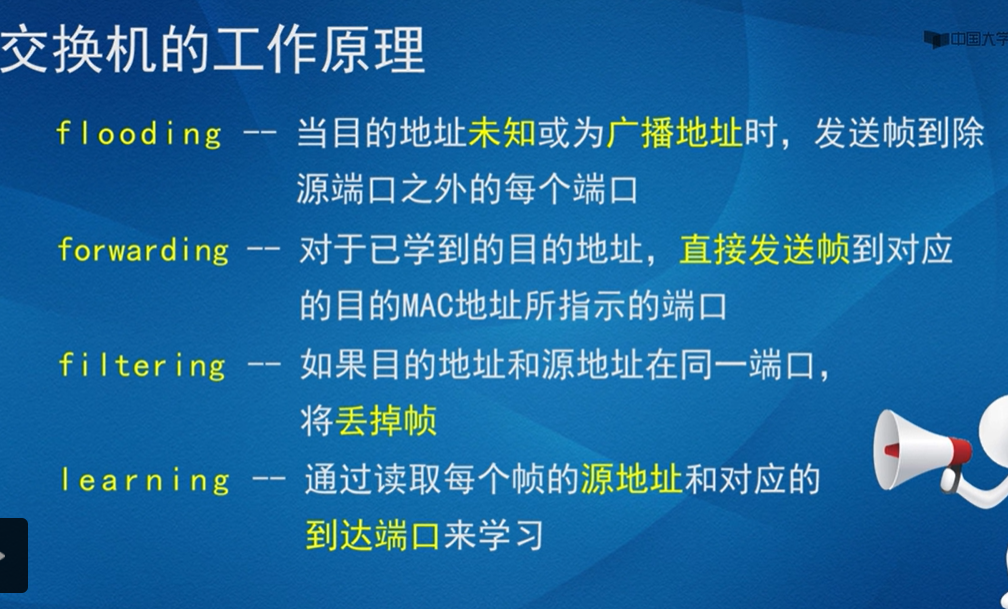 交换机的工作原理
中国大学
flooding -- 当目的地址未知或为广播地址时，发送帧到除
源端口之外的每个端口
forwarding -- 对于已学到的目的地址，直接发送帧到对应
的目的MAC地址所指示的端口
filtering -- 如果目的地址和源地址在同一端口，
将丢掉帧
learning -- 通过读取每个帧的源地址和对应的
到达端口来学习